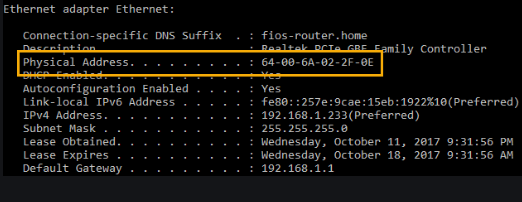 Ethernet adapter Ethernet:
Connection-specific DNS Suffix  . : fios-router.home
Description . . . . . . . . . . . : Realtek PCIe GBE Family Controller
Physical Address. . . . . . . . . : 64-00-6A-02-2F-0E
DHCP Enabled. . . . . . . . . . . : Yes
Autoconfiguration Enabled . . . . : Yes
Link-local IPv6 Address . . . . . : fe80::257e:9cae:15eb:1922%10(Preferred)
IPv4 Address. . . . . . . . . . . : 192.168.1.233(Preferred)
Subnet Mask . . . . . . . . . . . : 255.255.255.0
Lease Obtained. . . . . . . . . . : Wednesday, October 11, 2017 9:31:56 PM
Lease Expires . . . . . . . . . . : Wednesday, October 18, 2017 9:31:56 AM
Default Gateway . . . . . . . . . : 192.168.1.1